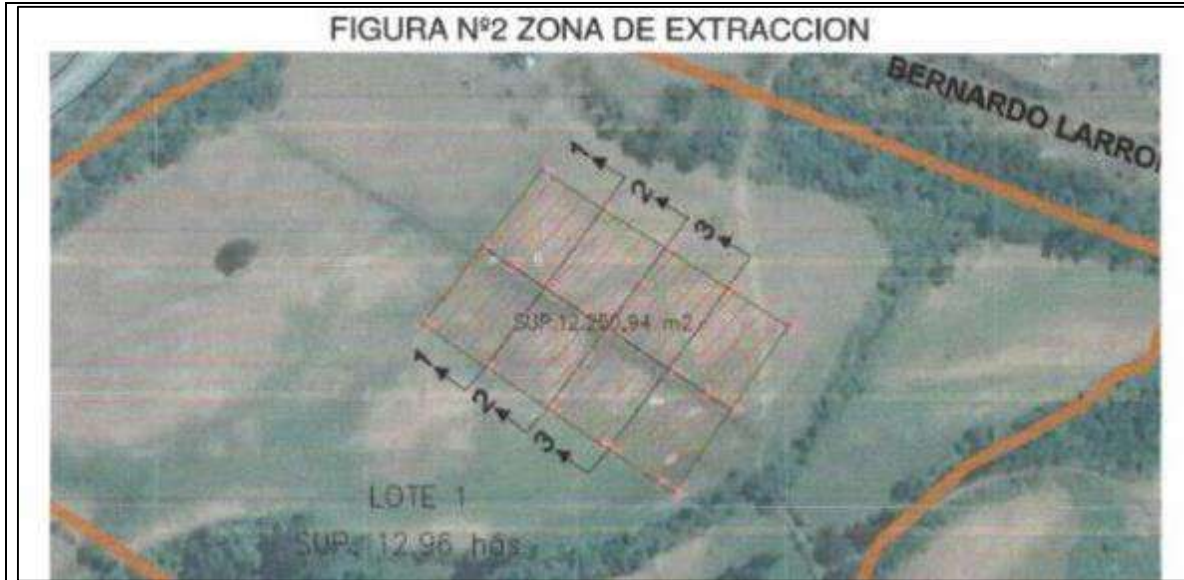 FIGURA Nº2 ZONA DE EXTRACCION
BERNARDO LARRO
1
2
3
SUP:12.260,94 m2
1
2
3
LOTE 1
SUP. 12.96 hás